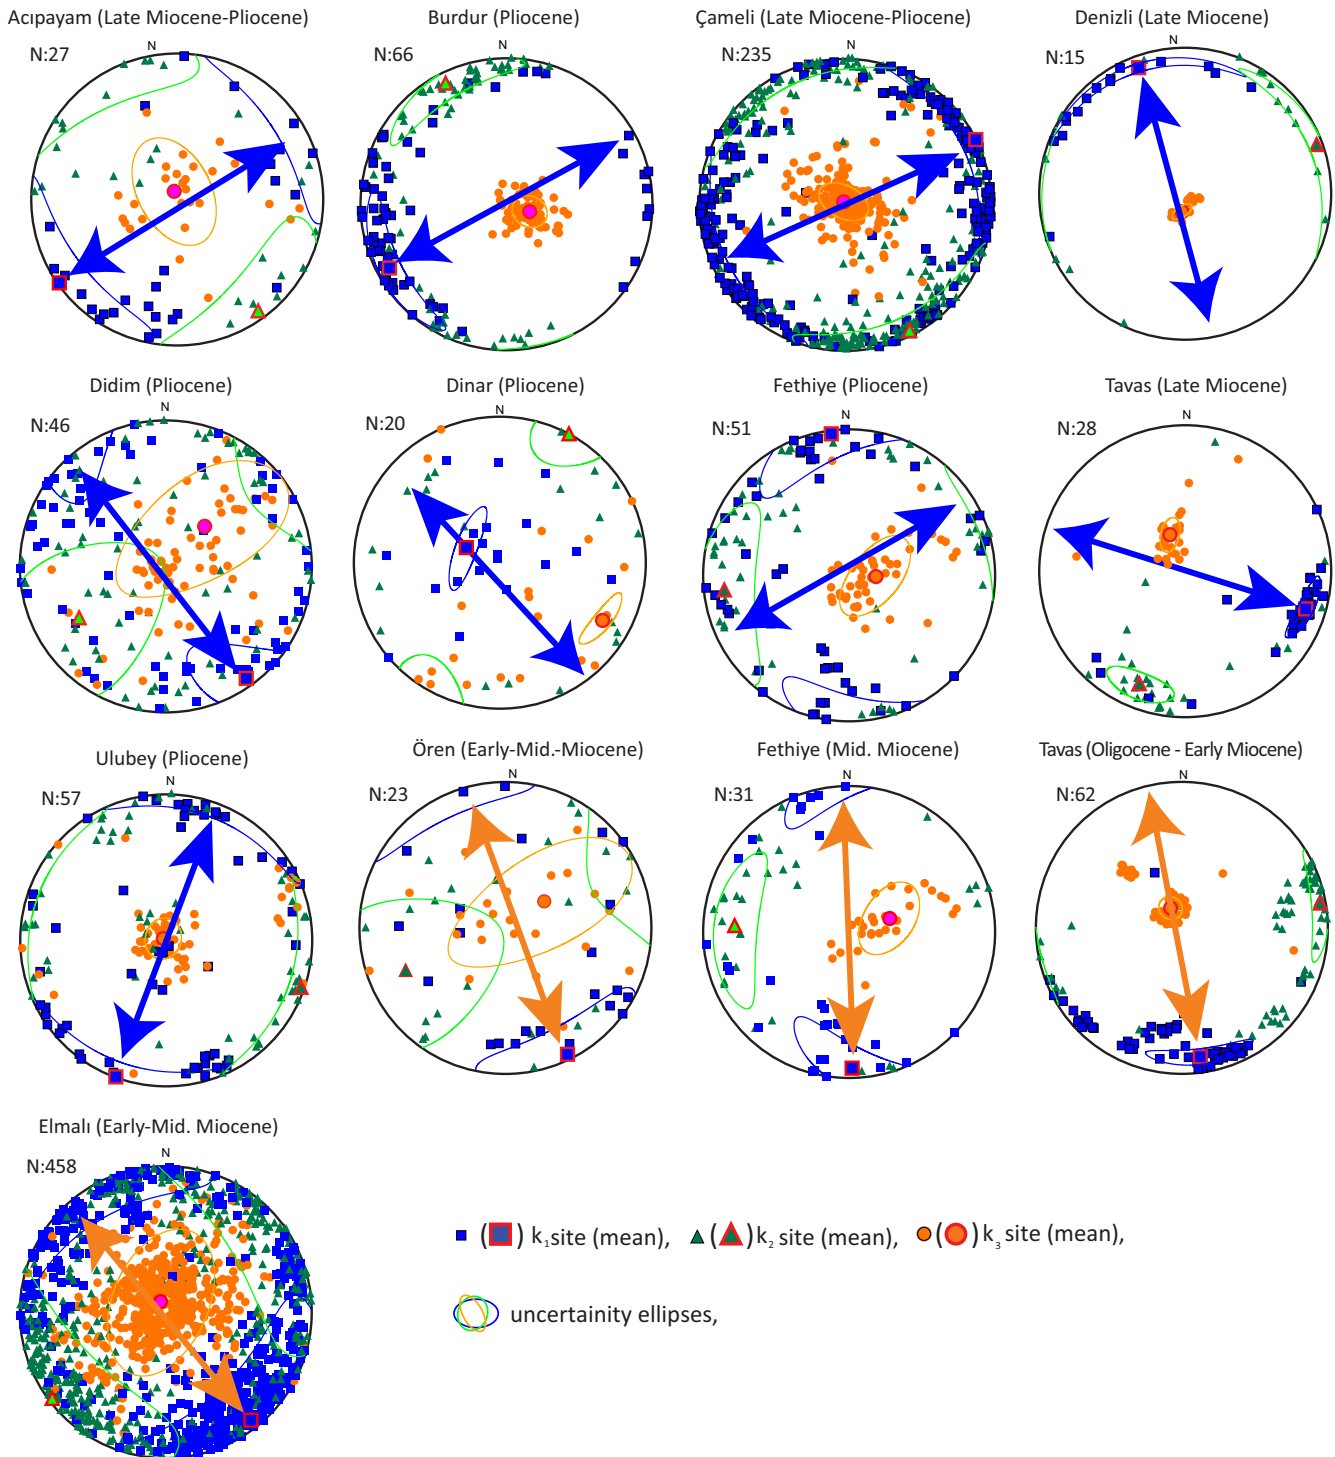 Acıpayam (Late Miocene-Pliocene)
Burdur (Pliocene)
Çameli (Late Miocene-Pliocene)
Denizli (Late Miocene)
N:27
N
N:66
N
N:235
N
N:15
N
Didim (Pliocene)
Dinar (Pliocene)
Fethiye (Pliocene)
Tavas (Late Miocene)
N:46
N
N:20
N
N:51
N
N:28
N
Ulubey (Pliocene)
Ören (Early-Mid.-Miocene)
Fethiye (Mid. Miocene)
Tavas (Oligocene - Early Miocene)
N:57
N
N:23
N
N:31
N
N:62
N
Elmalı (Early-Mid. Miocene)
N:458
N
( ) k₁site (mean), ( ) k₂ site (mean), ( ) k₃ site (mean),
uncertainity ellipses,